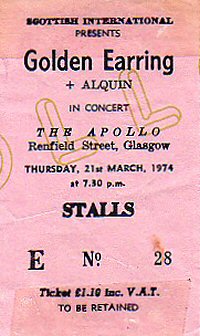 SCOTTISH INTERNATIONAL
PRESENTS
Golden Earring
+ ALQUIN
IN CONCERT
THE APOLLO
Renfield Street, Glasgow
THURSDAY, 21st MARCH, 1974
at 7.30 p.m.
STALLS
E No 28
Ticket £1.10 inc. V.A.T.
TO BE RETAINED